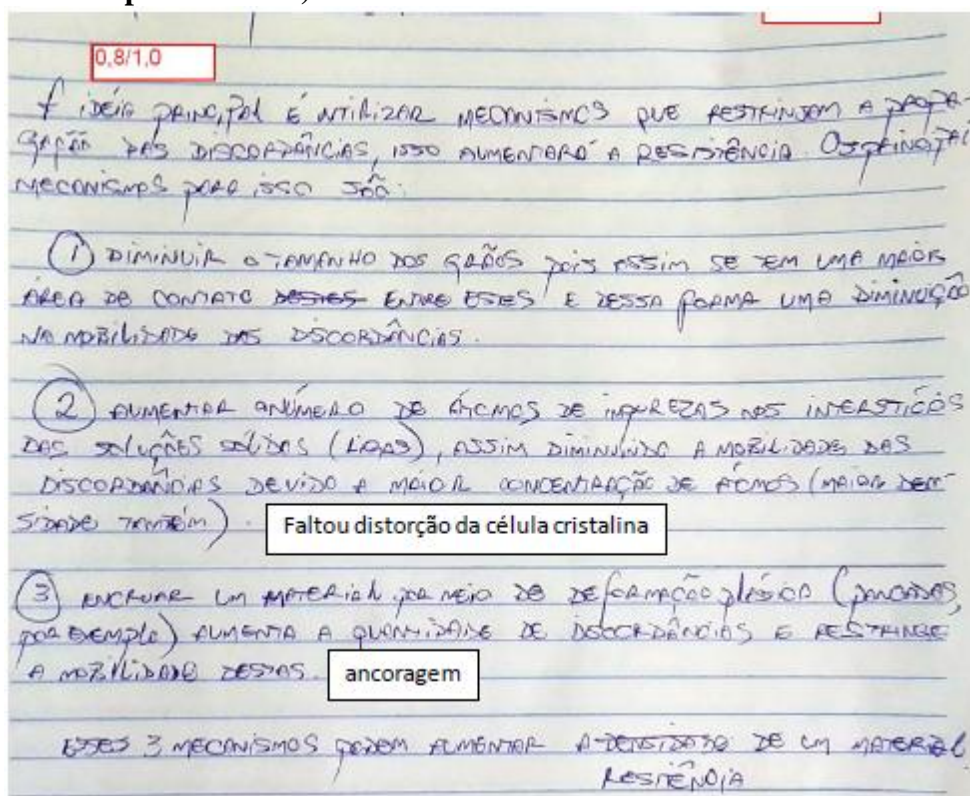 0,8/1,0
A IDÉIA PRINCIPAL É UTILIZAR MECANISMOS QUE RESTRINJAM A PROPA-
GAÇÃO DAS DISCORDÂNCIAS, ISSO AUMENTARÁ A RESISTÊNCIA. OS PRINCIPAIS
MECANISMOS PARA ISSO SÃO:
1 DIMINUIR O TAMANHO DOS GRÃOS POIS ASSIM SE TEM UMA MAIOR
ÁREA DE CONTATO DESTES ENTRE ESTES E DESSA FORMA UMA DIMINUIÇÃO
NA MOBILIDADE DAS DISCORDÂNCIAS.
2 AUMENTAR O NÚMERO DE ÁTOMOS DE IMPUREZAS NOS INTERSTÍCIOS
DAS SOLUÇÕES SÓLIDAS (LIGAS), ASSIM DIMINUINDO A MOBILIDADE DAS
DISCORDÂNCIAS DEVIDO A MAIOR CONCENTRAÇÃO DE ÁTOMOS (MAIOR DEN-
SIDADE TAMBÉM).
Faltou distorção da célula cristalina
3 ENCRUAR UM MATERIAL POR MEIO DE DEFORMAÇÃO PLÁSTICA (PANCADAS,
POR EXEMPLO) AUMENTA A QUANTIDADE DE DISCORDÂNCIAS E RESTRINGE
A MOBILIDADE DESTAS.
ancoragem
ESSES 3 MECANISMOS PODEM AUMENTAR A DENSIDADE DE UM MATERIAL.
RESITÊNCIA